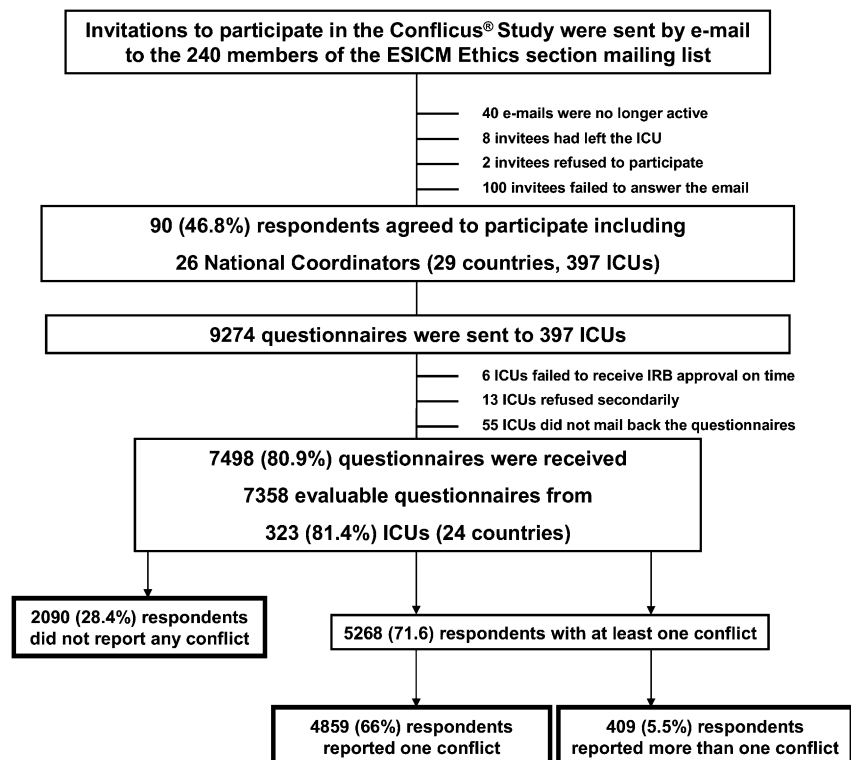 Invitations to participate in the Conflicus® Study were sent by e-mail
to the 240 members of the ESICM Ethics section mailing list
40 e-mails were no longer active
8 invitees had left the ICU
2 invitees refused to participate
100 invitees failed to answer the email
90 (46.8%) respondents agreed to participate including
26 National Coordinators (29 countries, 397 ICUs)
9274 questionnaires were sent to 397 ICUs
6 ICUs failed to receive IRB approval on time
13 ICUs refused secondarily
55 ICUs did not mail back the questionnaires
7498 (80.9%) questionnaires were received
7358 evaluable questionnaires from
323 (81.4%) ICUs (24 countries)
2090 (28.4%) respondents
did not report any conflict
5268 (71.6) respondents with at least one conflict
4859 (66%) respondents
reported one conflict
409 (5.5%) respondents
reported more than one conflict